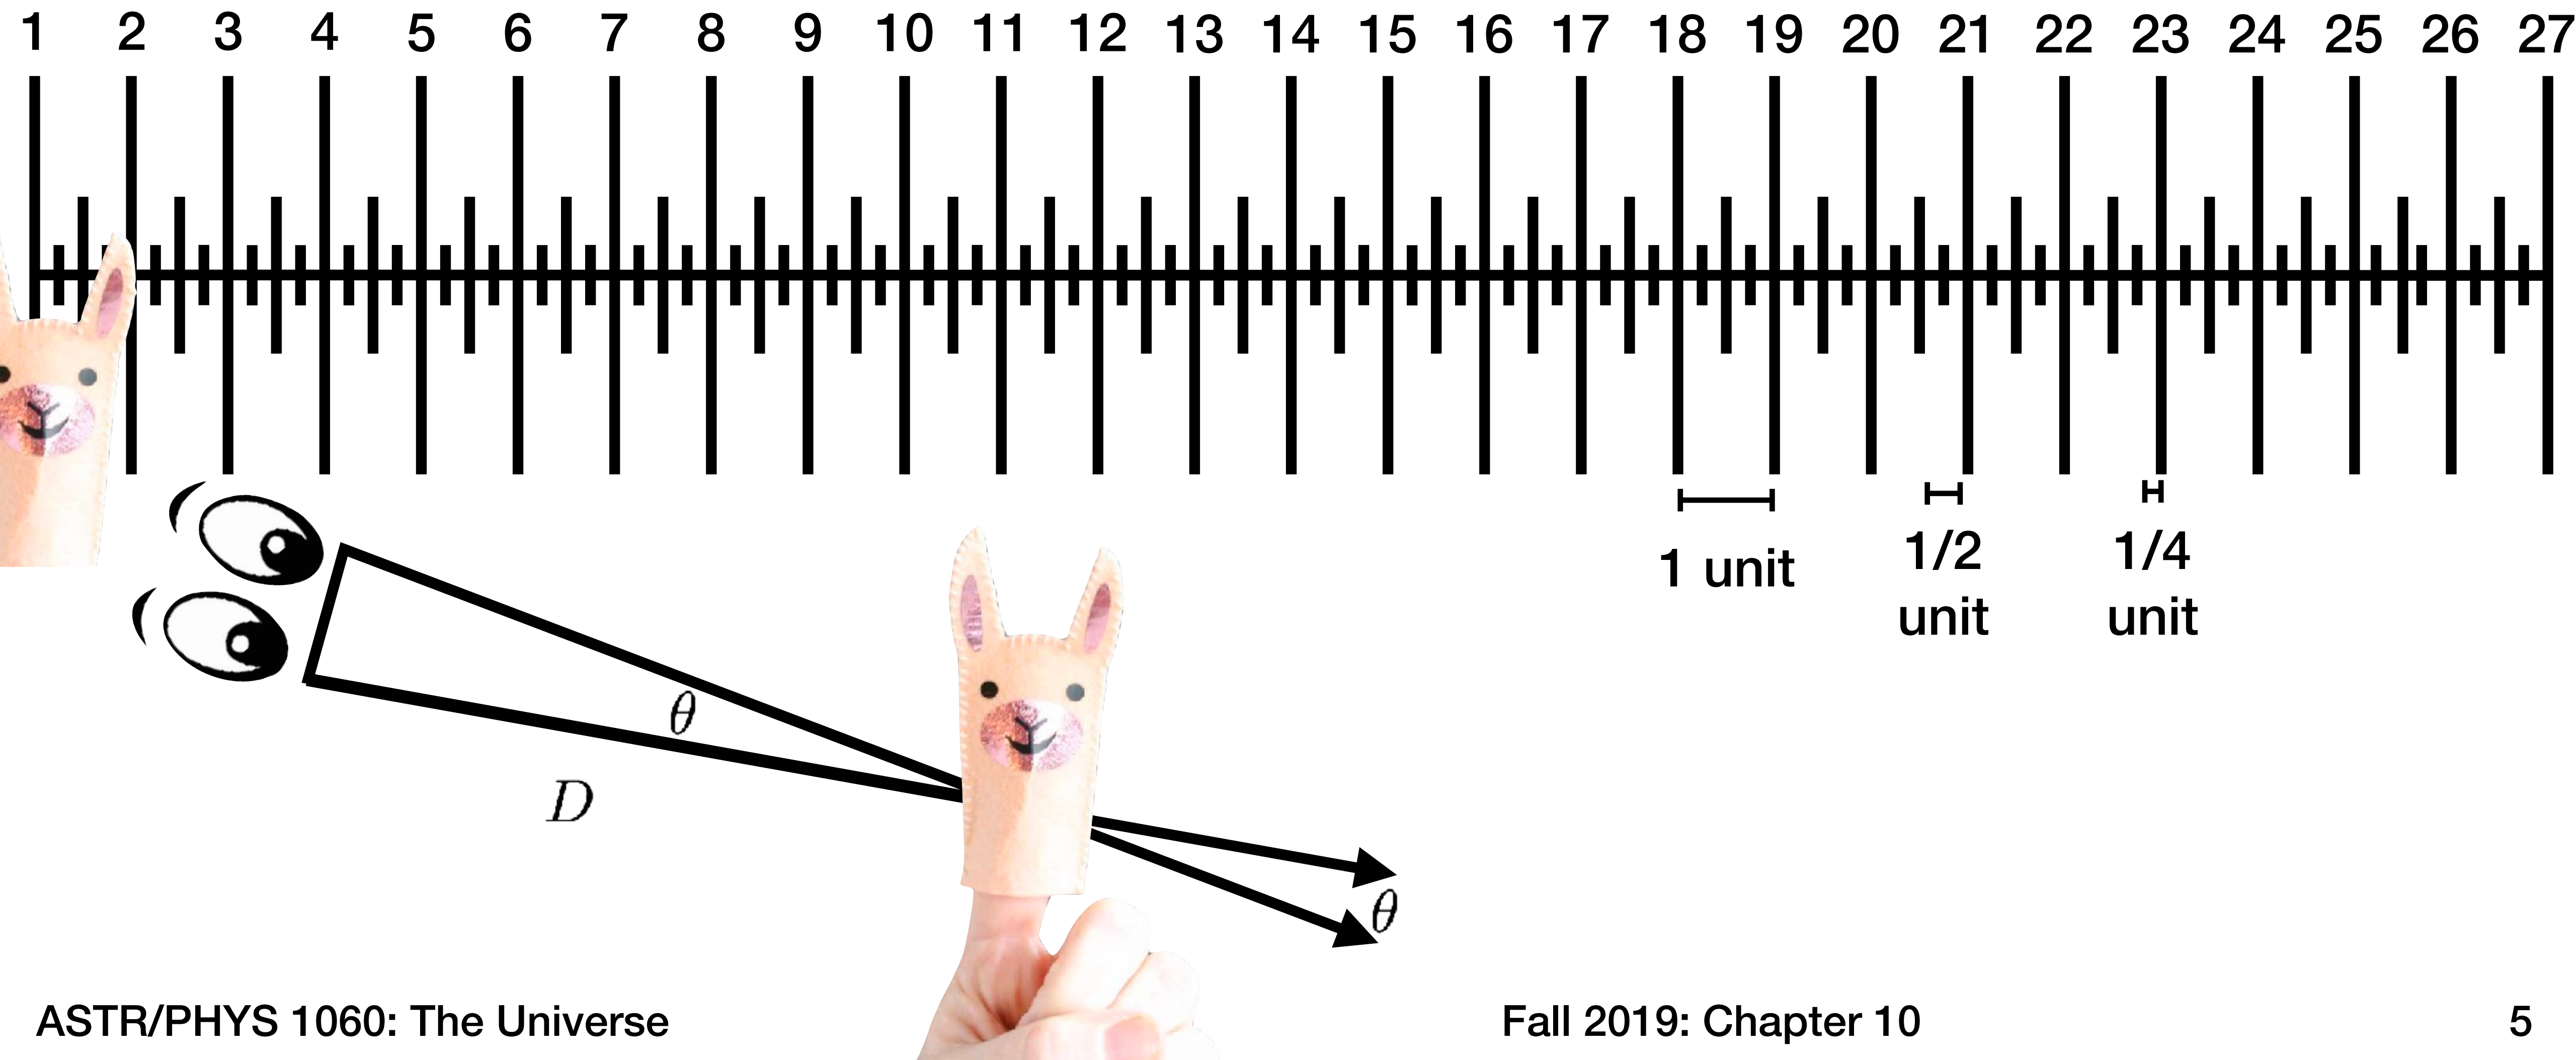 1 2 3 4 5 6 7 8 9 10 11 12 13 14 15 16 17 18 19 20 21 22 23 24 25 26 27
1 unit
1/2
unit
1/4
unit
θ
D
θ
ASTR/PHYS 1060: The Universe
Fall 2019: Chapter 10
5